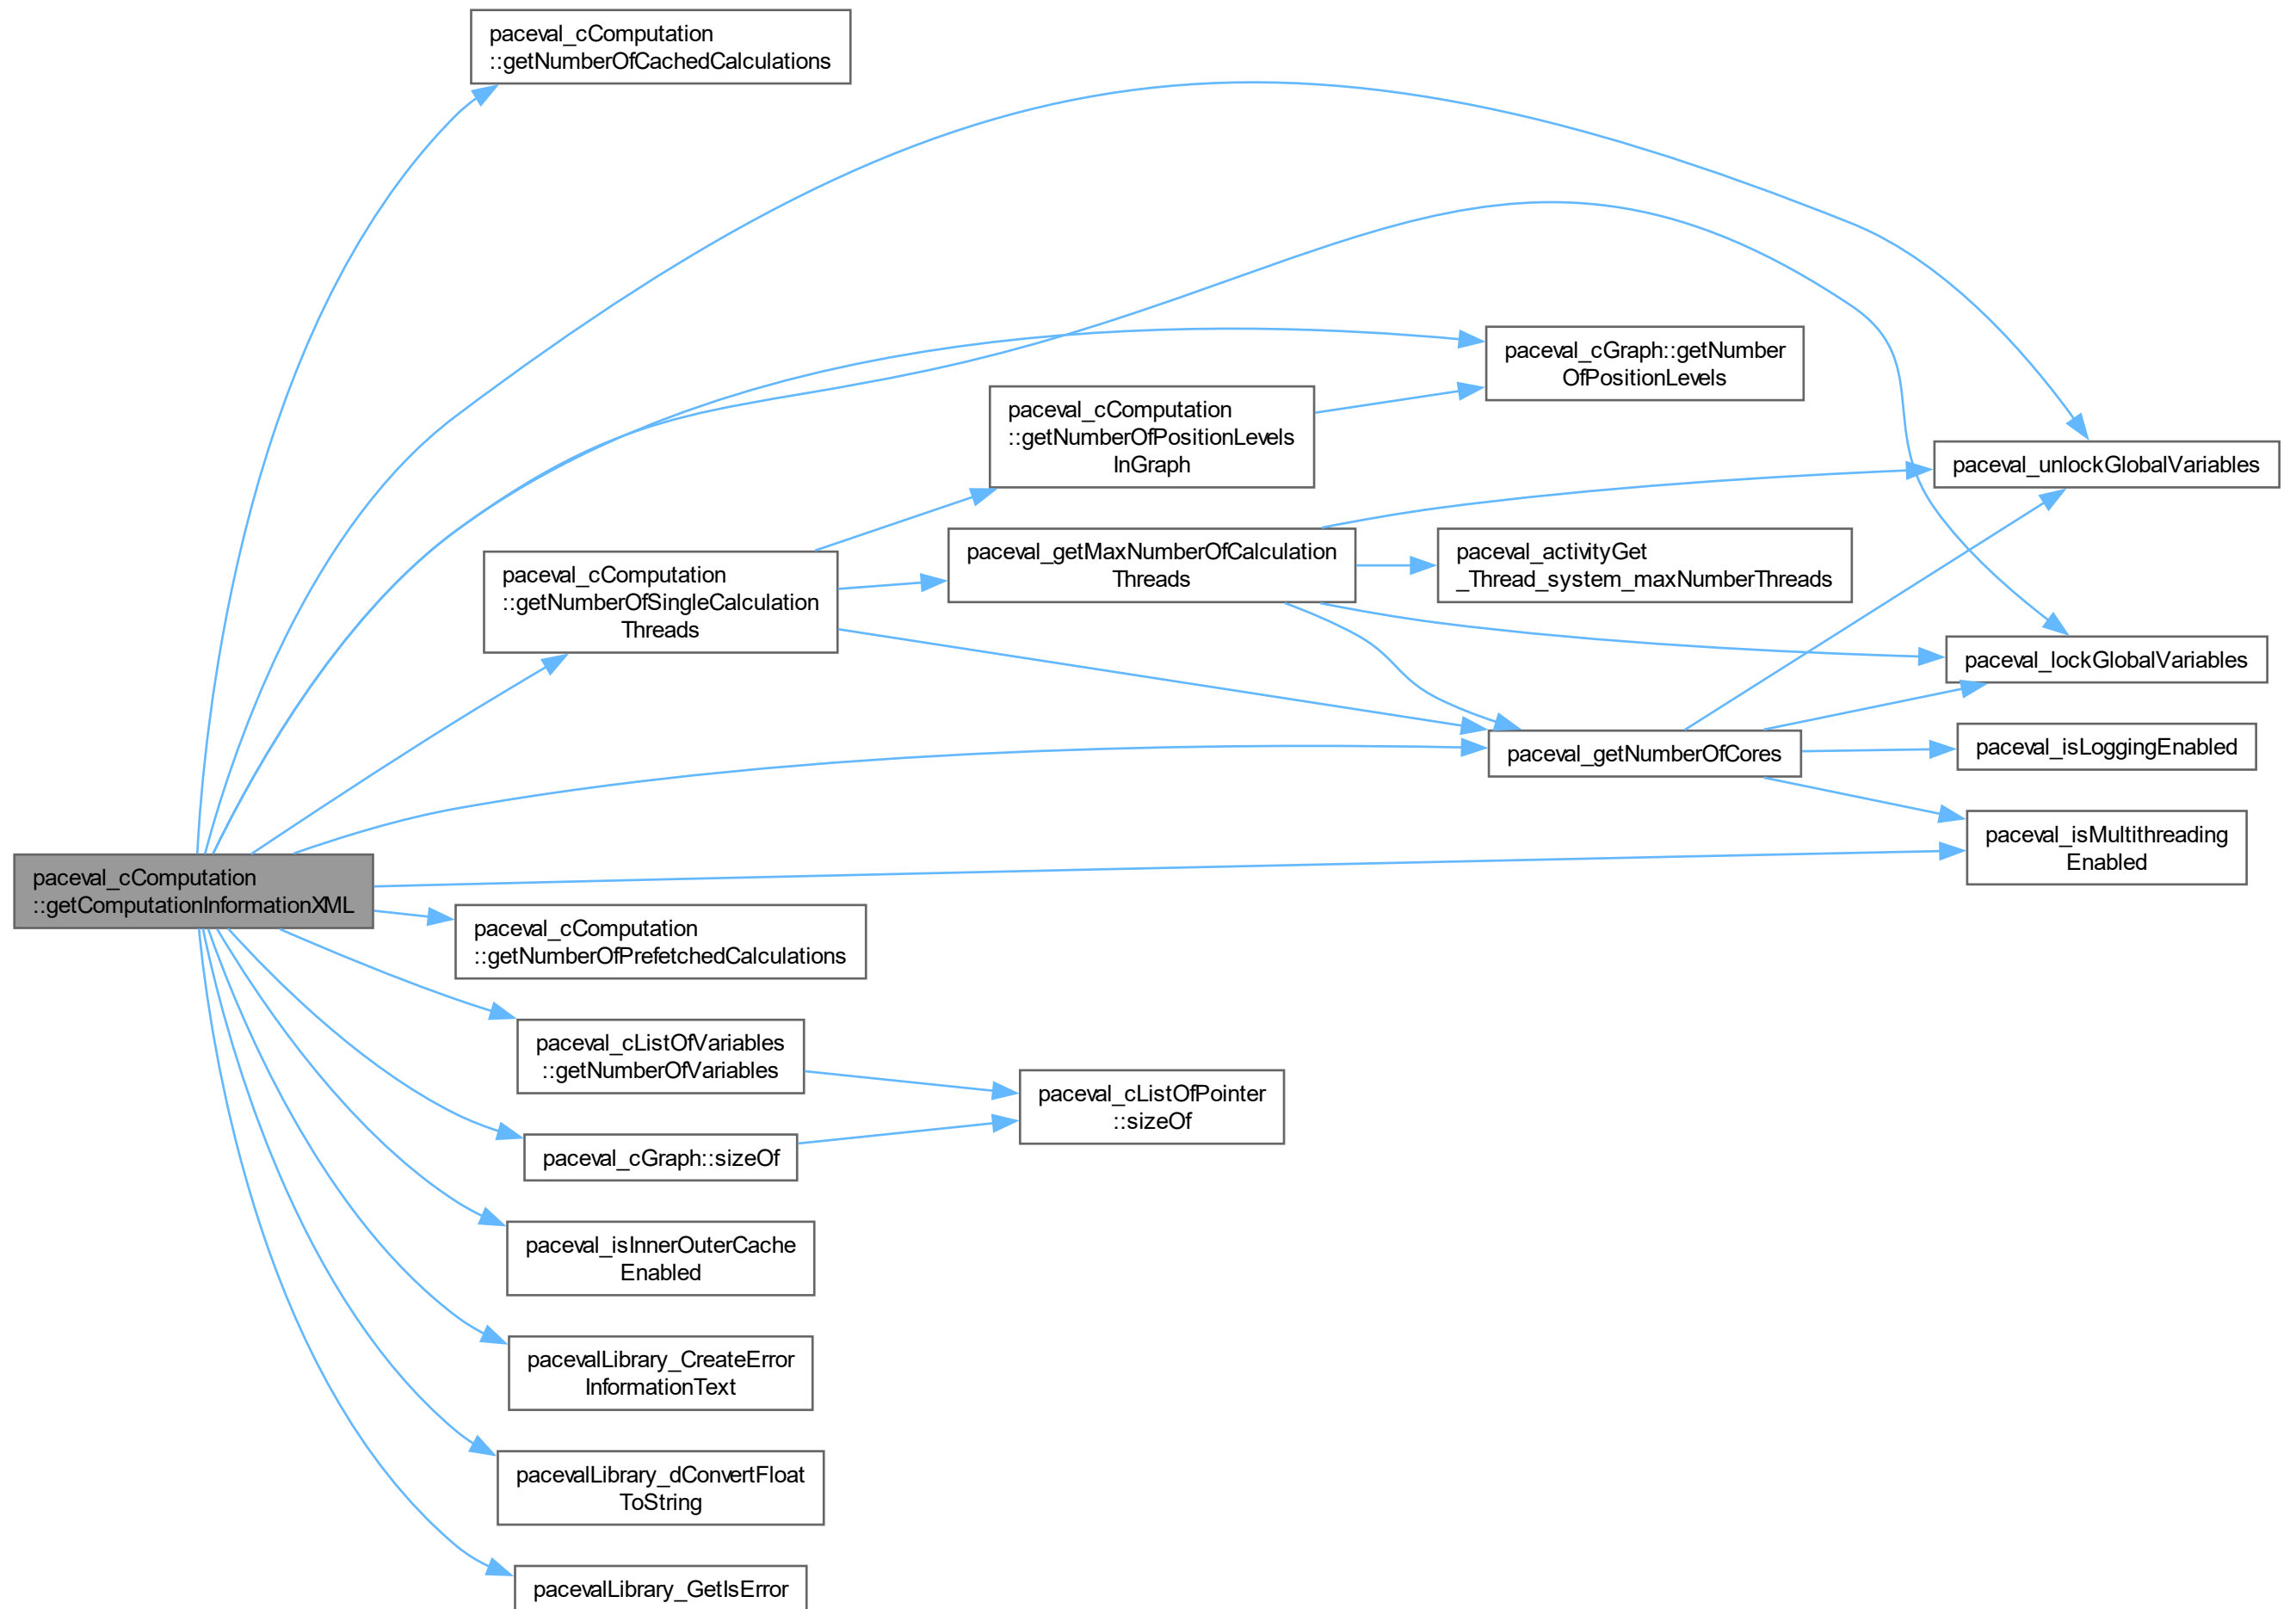 paceval_cComputation
::getNumberOfCachedCalculations
paceval_cGraph::getNumber
OfPositionLevels
paceval_cComputation
::getNumberOfPositionLevels
InGraph
paceval_unlockGlobalVariables
paceval_cComputation
::getNumberOfSingleCalculation
Threads
paceval_getMaxNumberOfCalculation
Threads
paceval_activityGet
_Thread_system_maxNumberThreads
paceval_lockGlobalVariables
paceval_getNumberOfCores
paceval_isLoggingEnabled
paceval_isMultithreading
Enabled
paceval_cComputation
::getComputationInformationXML
paceval_cComputation
::getNumberOfPrefetchedCalculations
paceval_cListOfVariables
::getNumberOfVariables
paceval_cListOfPointer
::sizeOf
paceval_cGraph::sizeOf
paceval_isInnerOuterCache
Enabled
pacevalLibrary_CreateError
InformationText
pacevalLibrary_dConvertFloat
ToString
pacevalLibrary_GetIsError